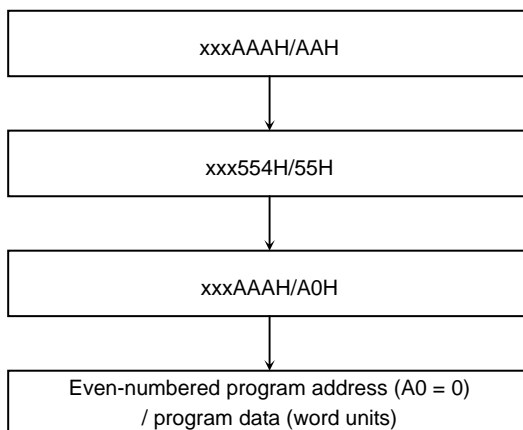 xxxAAAH/AAH
xxx554H/55H
xxxAAAH/A0H
Even-numbered program address (A0 = 0)
/ program data (word units)